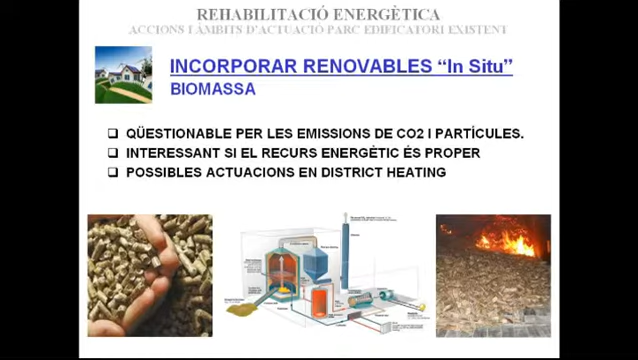 REHABILITACIÓ ENERGÈTICA
ACCIONS I ÀMBITS D'ACTUACIÓ PARC EDIFICATORI EXISTENT
INCORPORAR RENOVABLES “In Situ”
BIOMASSA
❑ QÜESTIONABLE PER LES EMISSIONS DE CO2 I PARTÍCULES.
❑ INTERESSANT SI EL RECURS ENERGÈTIC ÉS PROPER
❑ POSSIBLES ACTUACIONS EN DISTRICT HEATING